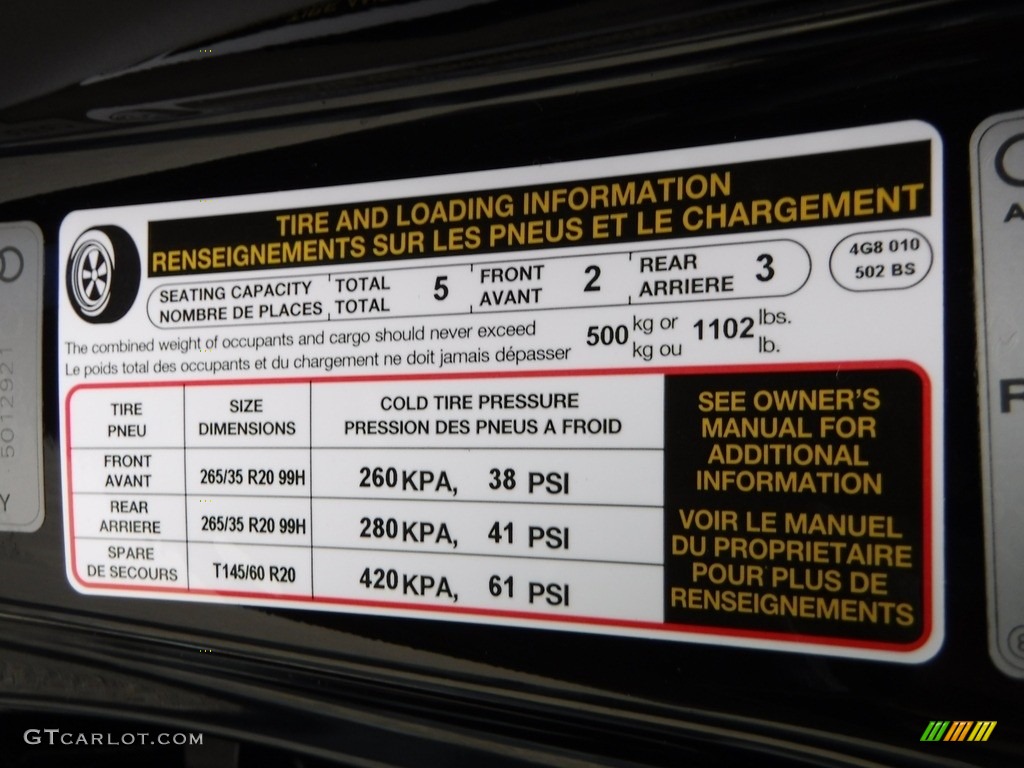 TIRE AND LOADING INFORMATION
RENSEIGNEMENTS SUR LES PNEUS ET LE CHARGEMENT
SEATING CAPACITY TOTAL 5 FRONT 2 REAR 3
NOMBRE DE PLACES TOTAL AVANT ARRIERE
4G8 010
502 BS
The combined weight of occupants and cargo should never exceed 500 kg or 1102 lbs.
Le poids total des occupants et du chargement ne doit jamais dépasser kg ou lb.
TIRE SIZE COLD TIRE PRESSURE
PNEU DIMENSIONS PRESSION DES PNEUS A FROID
FRONT
AVANT 265/35 R20 99H 260 KPA, 38 PSI
REAR
ARRIERE 265/35 R20 99H 280 KPA, 41 PSI
SPARE
DE SECOURS T145/60 R20 420 KPA, 61 PSI
SEE OWNER'S
MANUAL FOR
ADDITIONAL
INFORMATION
VOIR LE MANUEL
DU PROPRIETAIRE
POUR PLUS DE
RENSEIGNEMENTS
5012921
Y
GTCARLOT.COM